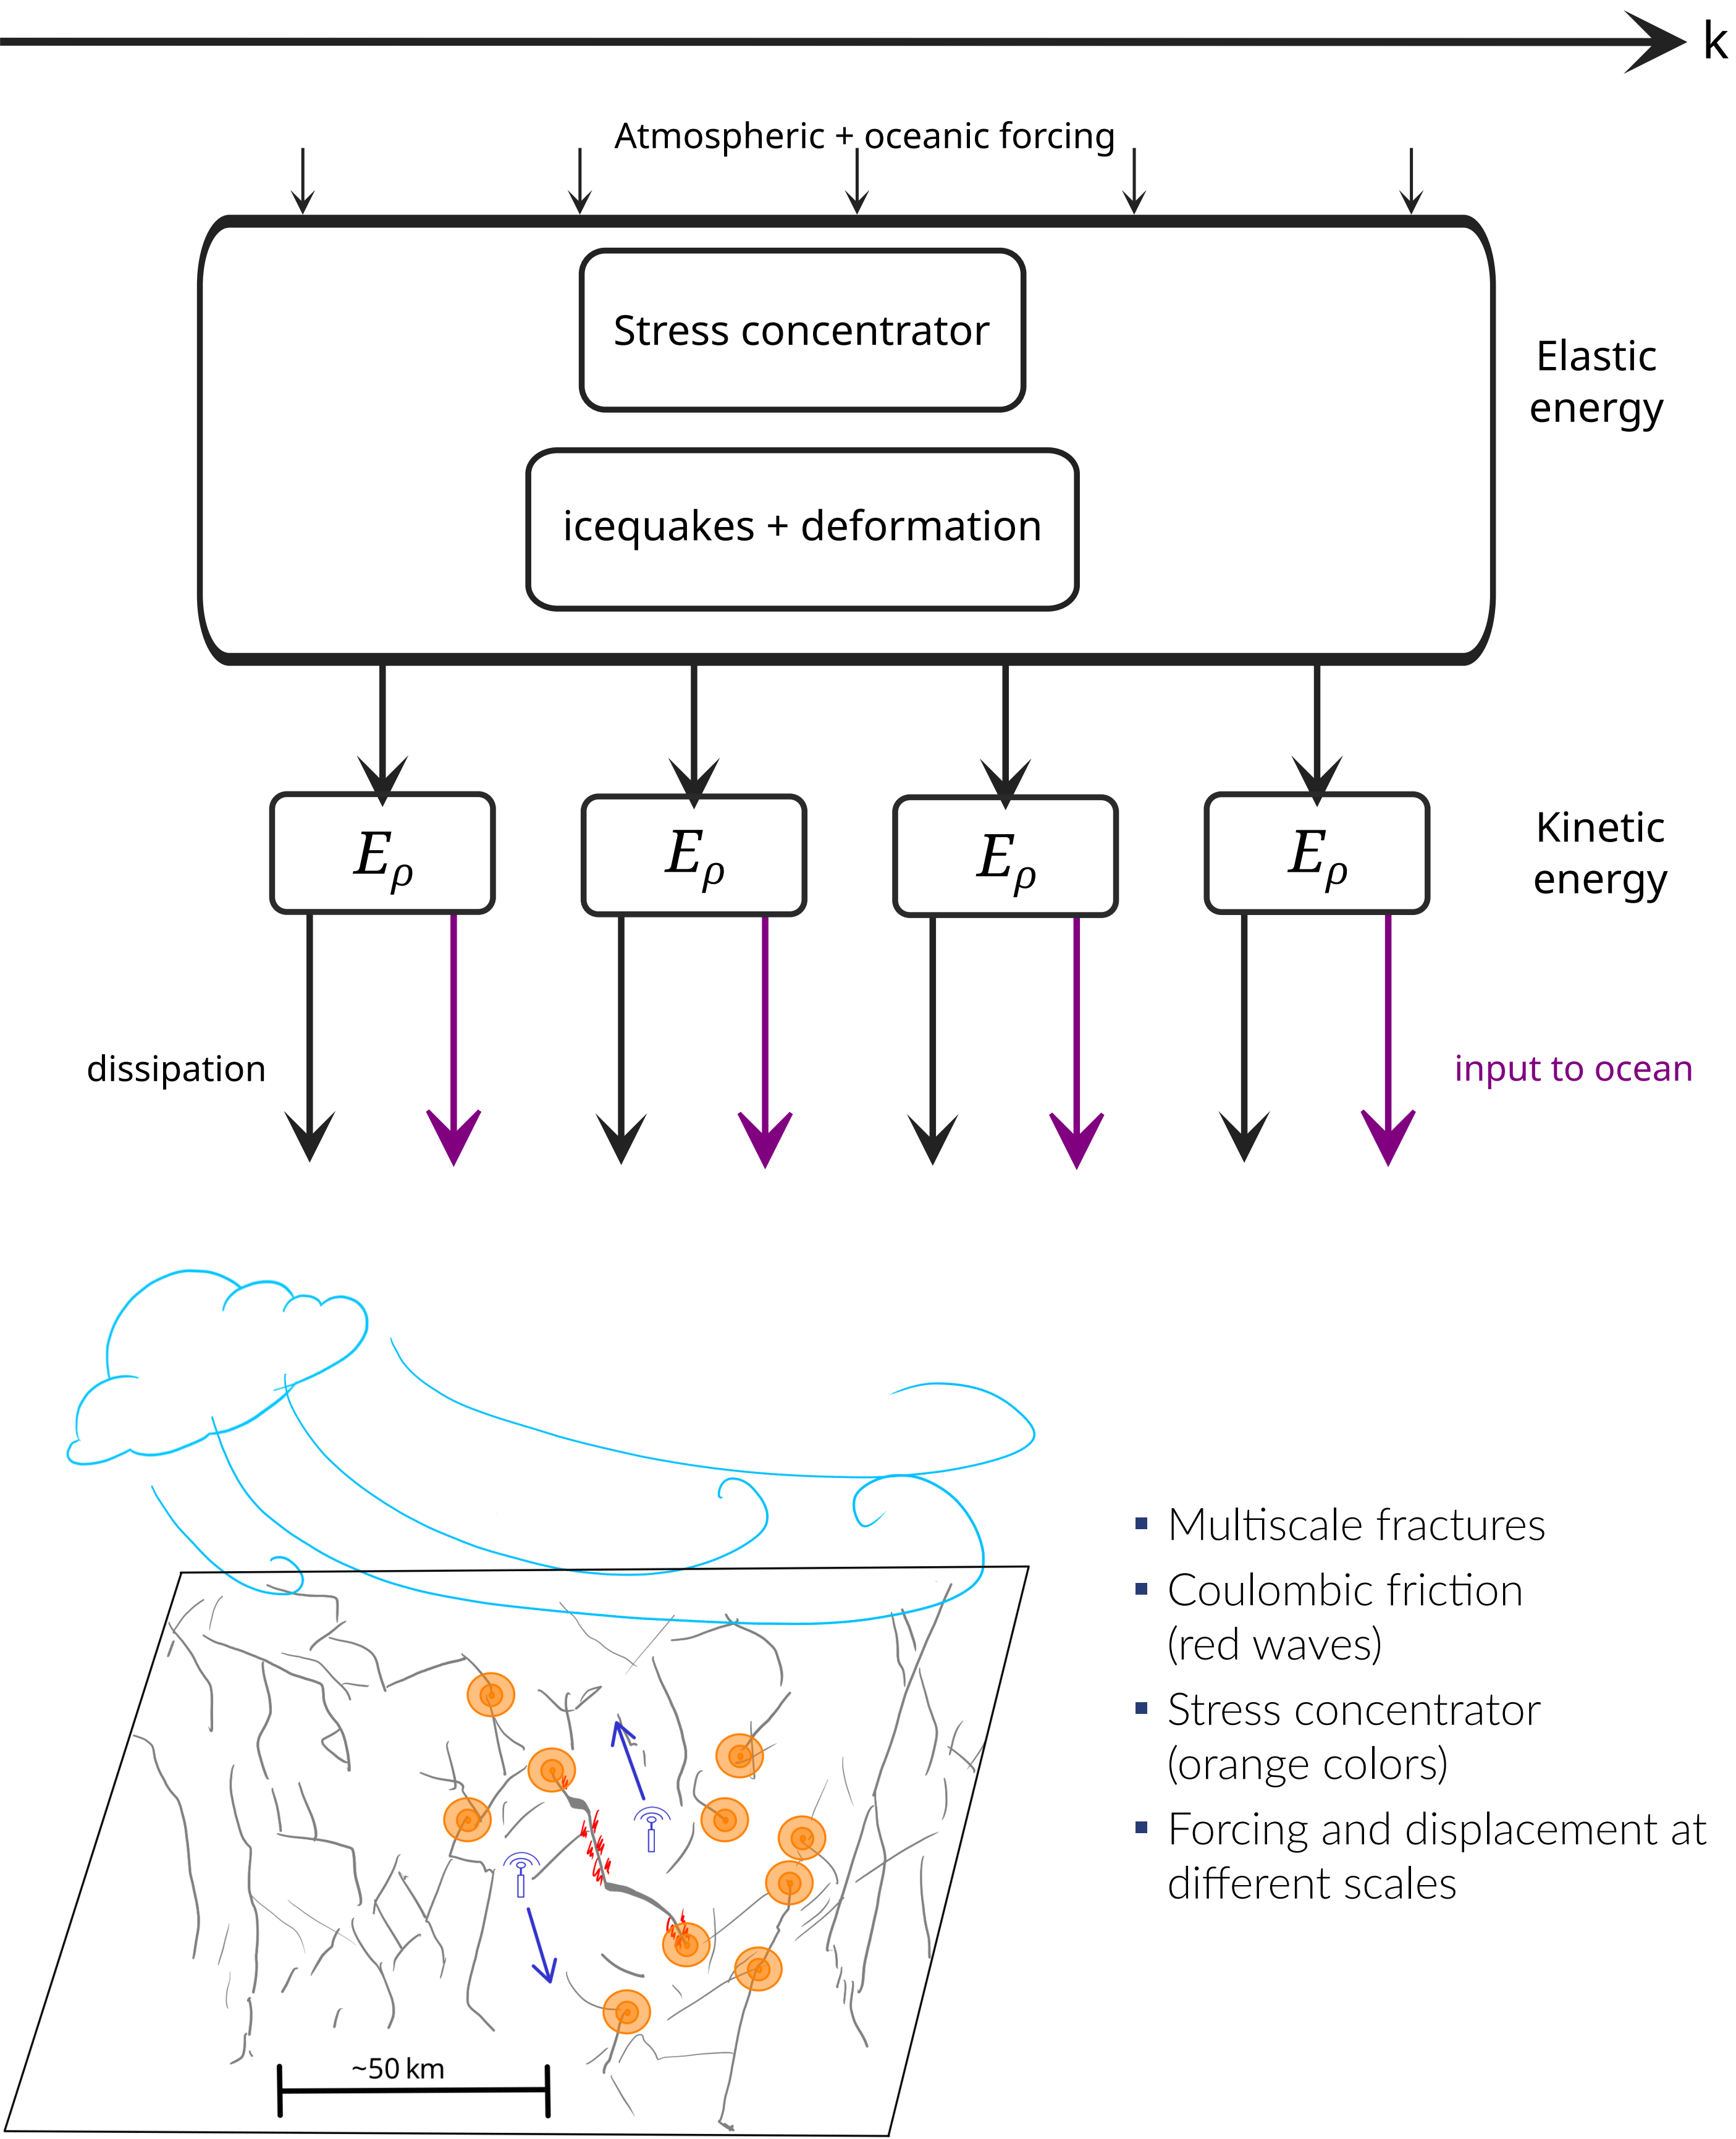 k
Atmospheric + oceanic forcing
Stress concentrator
Elastic
energy
icequakes + deformation
Eρ Eρ Eρ Eρ
Kinetic
energy
dissipation
input to ocean
▪ Multiscale fractures
▪ Coulombic friction
(red waves)
▪ Stress concentrator
(orange colors)
▪ Forcing and displacement at
different scales
~50 km